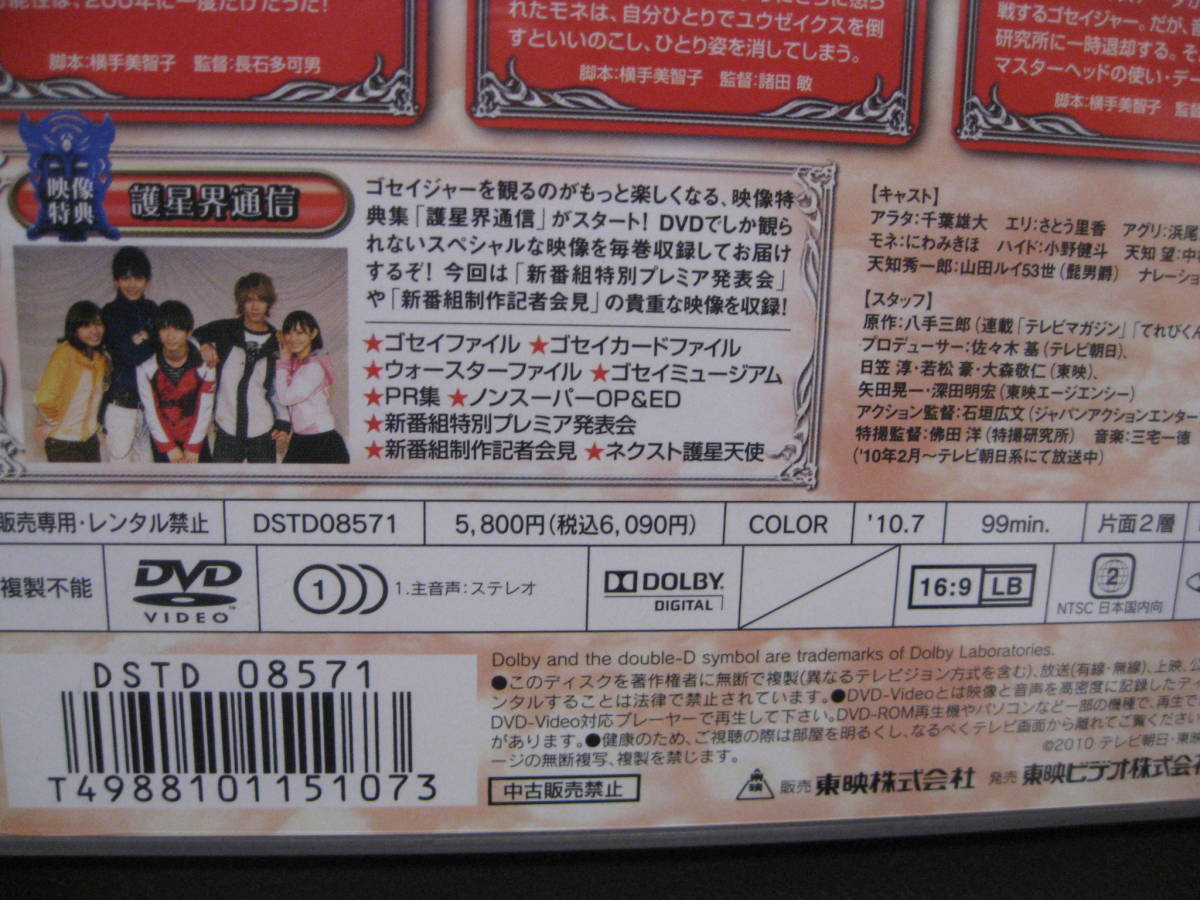 脚本:横手美智子 監督:長石多可男
れたモネは、自分ひとりでユウゼイクスを倒
すといいのこし、ひとり姿を消してしまう。
脚本:横手美智子 監督:諸田 敏
戦するゴセイジャー。だが、
研究所に一時退却する。
マスターヘッドの使い・デー
脚本:横手美智子
映像
特典
護星界通信
ゴセイジャーを観るのがもっと楽しくなる、映像特
典集「護星界通信」がスタート! DVDでしか観ら
れないスペシャルな映像を毎巻収録してお届け
するぞ! 今回は「新番組特別プレミア発表会」
や「新番組制作記者会見」の貴重な映像を収録!
★ゴセイファイル ★ゴセイカードファイル
★ウォースターファイル ★ゴセイミュージアム
★PR集 ★ノンスーパーOP&ED
★新番組特別プレミア発表会
★新番組制作記者会見 ★ネクスト護星天使
【キャスト】
アラタ:千葉雄大 エリ:さとう里香 アグリ:浜尾
モネ:にわみきほ ハイド:小野健斗 天知 望:中
天知秀一郎:山田ルイ53世(髭男爵) ナレーショ
【スタッフ】
原作:八手三郎(連載「テレビマガジン」「てれびくん
プロデューサー:佐々木 基(テレビ朝日)、
日笠 淳・若松 豪・大森敬仁(東映)、
矢田晃一・深田明宏(東映エージエンシー)
アクション監督:石垣広文(ジャパンアクションエンター
特撮監督:佛田 洋(特撮研究所) 音楽:三宅一徳
('10年2月〜テレビ朝日系にて放送中)
販売専用・レンタル禁止 DSTD08571 5,800円(税込6,090円) COLOR '10.7 99min. 片面2層
複製不能 DVD VIDEO 1 1.主音声:ステレオ DOLBY DIGITAL 16:9 LB 2 NTSC 日本国内向
DSTD 08571
T4988101151073
Dolby and the double-D symbol are trademarks of Dolby Laboratories.
●このディスクを著作権者に無断で複製(異なるテレビジョン方式を含む)、放送(有線・無線)、上映、公
ンタルすることは法律で禁止されています。●DVD-Videoとは映像と音声を高密度に記録したディ
DVD-Video対応プレーヤーで再生して下さい。DVD-ROM再生機やパソコンなど一部の機種で、再生で
があります。●健康のため、ご視聴の際は部屋を明るくし、なるべくテレビ画面から離れてご覧ください
ージの無断複写、複製を禁じます。
©2010 テレビ朝日・東映
中古販売禁止
東映 販売 東映株式会社 発売 東映ビデオ株式会